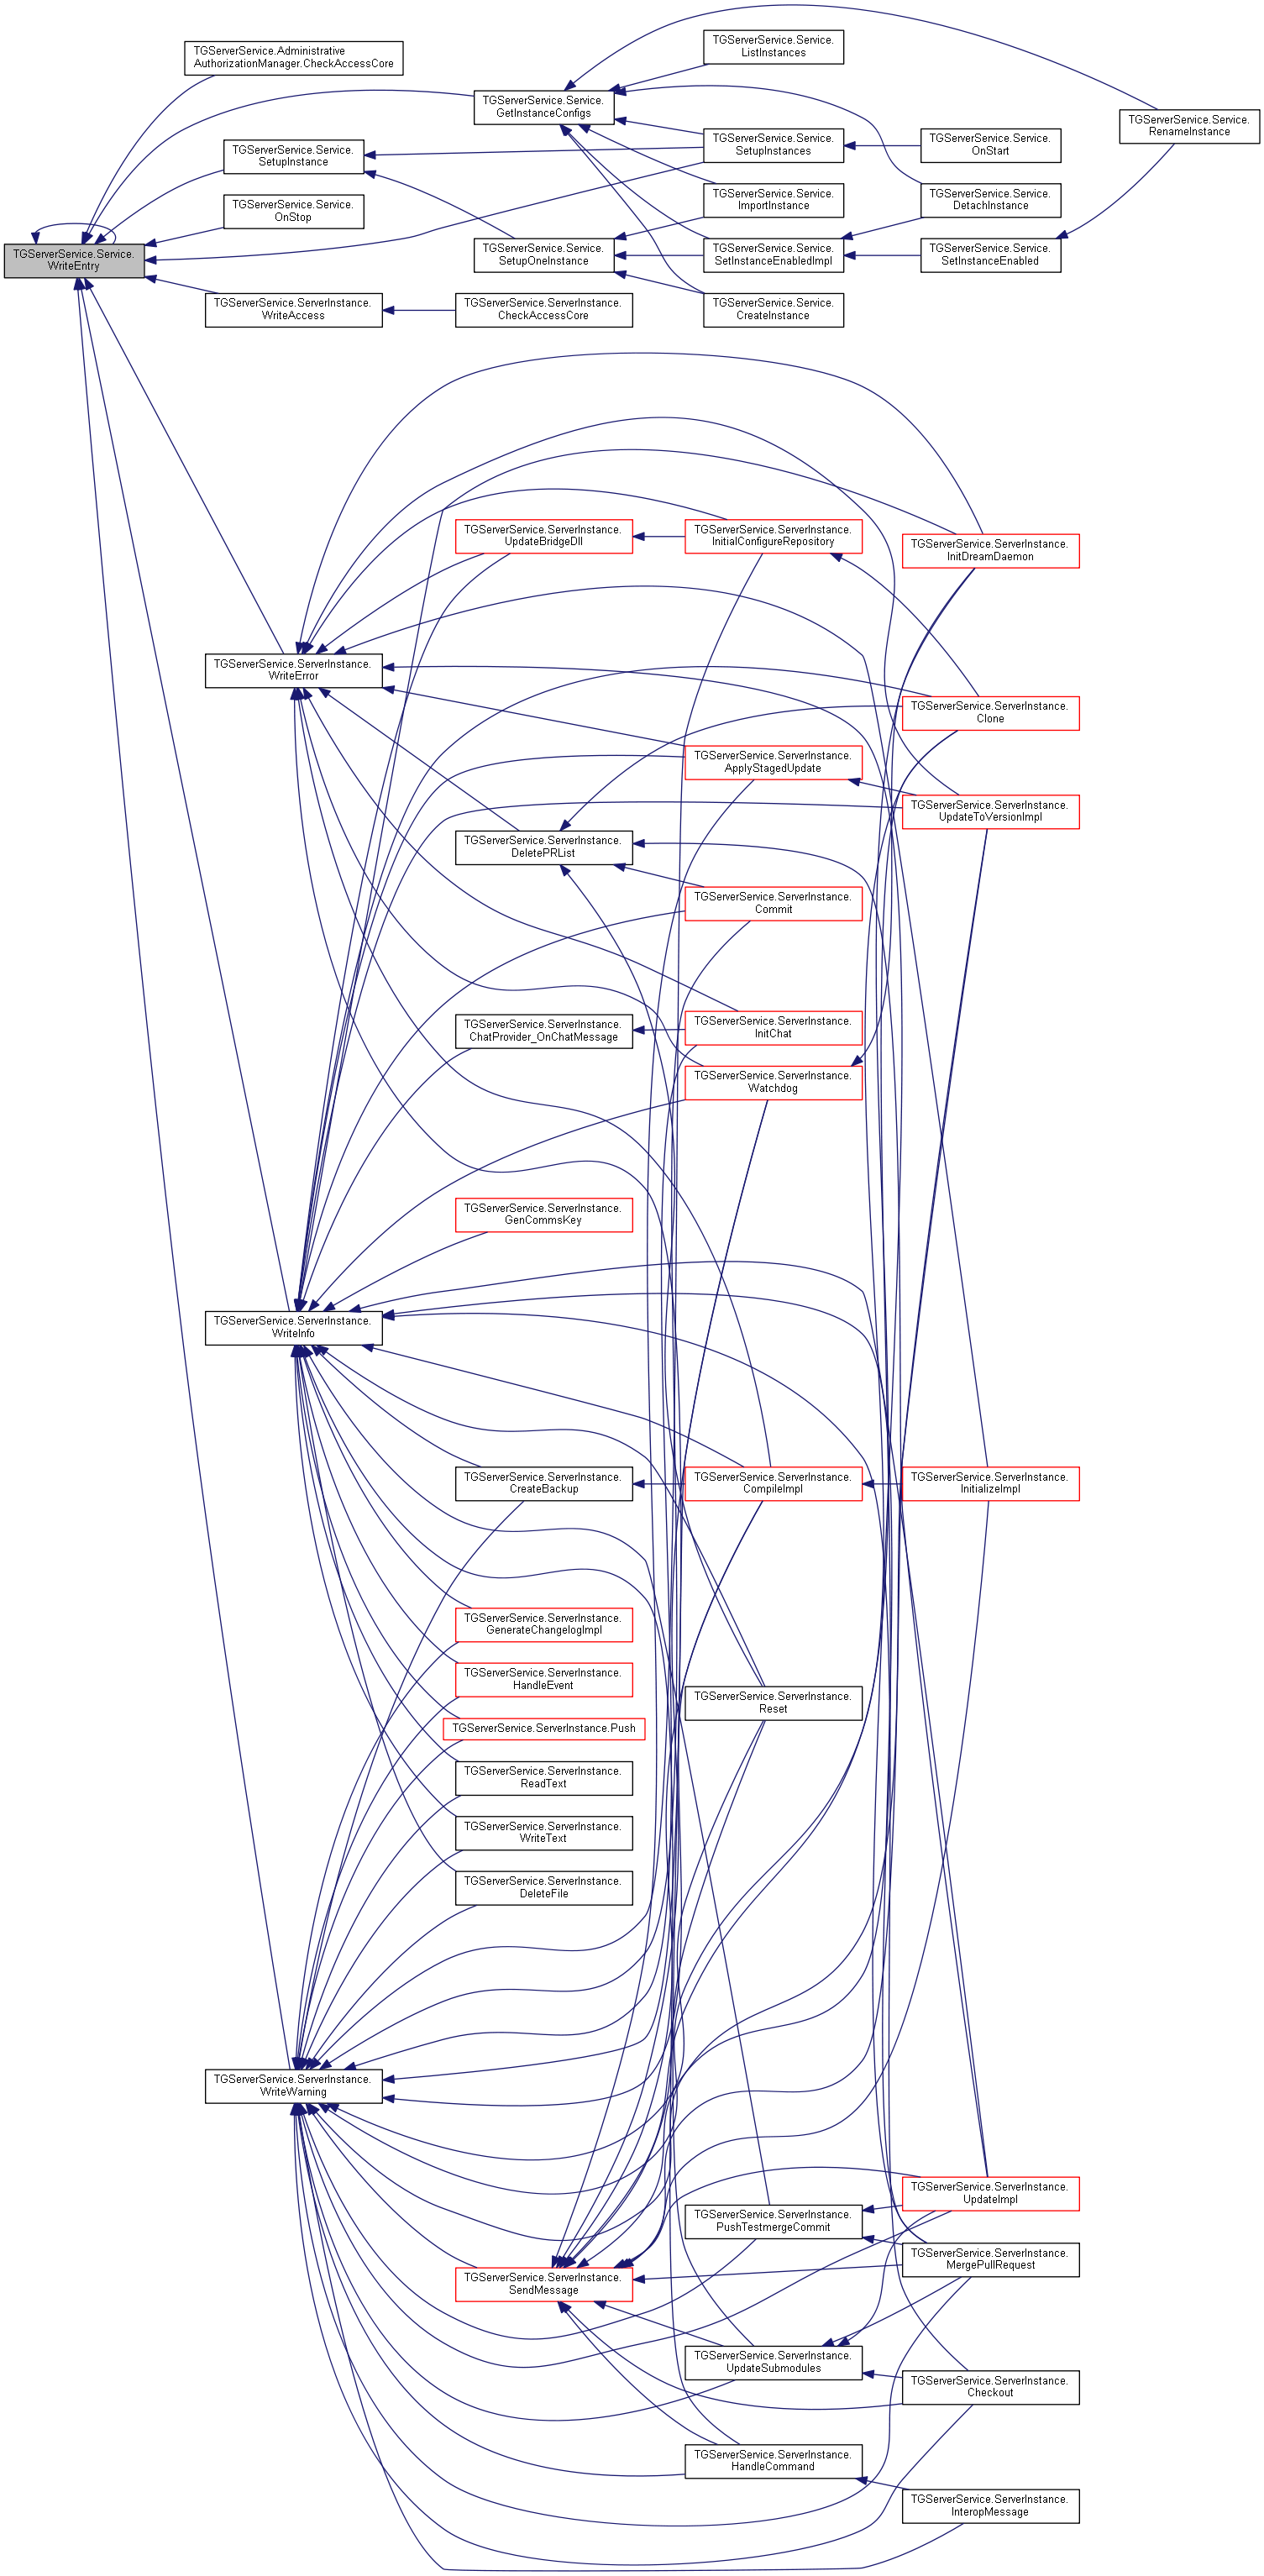 TGServerService.Administrative
AuthorizationManager.CheckAccessCore
TGServerService.Service.
GetInstanceConfigs
TGServerService.Service.
ListInstances
TGServerService.Service.
RenameInstance
TGServerService.Service.
SetupInstance
TGServerService.Service.
SetupInstances
TGServerService.Service.
OnStart
TGServerService.Service.
OnStop
TGServerService.Service.
ImportInstance
TGServerService.Service.
DetachInstance
TGServerService.Service.
WriteEntry
TGServerService.Service.
SetupOneInstance
TGServerService.Service.
SetInstanceEnabledImpl
TGServerService.Service.
SetInstanceEnabled
TGServerService.ServerInstance.
WriteAccess
TGServerService.ServerInstance.
CheckAccessCore
TGServerService.Service.
CreateInstance
TGServerService.ServerInstance.
UpdateBridgeDll
TGServerService.ServerInstance.
InitialConfigureRepository
TGServerService.ServerInstance.
InitDreamDaemon
TGServerService.ServerInstance.
WriteError
TGServerService.ServerInstance.
Clone
TGServerService.ServerInstance.
ApplyStagedUpdate
TGServerService.ServerInstance.
UpdateToVersionImpl
TGServerService.ServerInstance.
DeletePRList
TGServerService.ServerInstance.
Commit
TGServerService.ServerInstance.
ChatProvider_OnChatMessage
TGServerService.ServerInstance.
InitChat
TGServerService.ServerInstance.
Watchdog
TGServerService.ServerInstance.
GenCommsKey
TGServerService.ServerInstance.
WriteInfo
TGServerService.ServerInstance.
CreateBackup
TGServerService.ServerInstance.
CompileImpl
TGServerService.ServerInstance.
InitializeImpl
TGServerService.ServerInstance.
GenerateChangelogImpl
TGServerService.ServerInstance.
HandleEvent
TGServerService.ServerInstance.
Reset
TGServerService.ServerInstance.Push
TGServerService.ServerInstance.
ReadText
TGServerService.ServerInstance.
WriteText
TGServerService.ServerInstance.
DeleteFile
TGServerService.ServerInstance.
WriteWarning
TGServerService.ServerInstance.
UpdateImpl
TGServerService.ServerInstance.
PushTestmergeCommit
TGServerService.ServerInstance.
MergePullRequest
TGServerService.ServerInstance.
SendMessage
TGServerService.ServerInstance.
UpdateSubmodules
TGServerService.ServerInstance.
Checkout
TGServerService.ServerInstance.
HandleCommand
TGServerService.ServerInstance.
InteropMessage